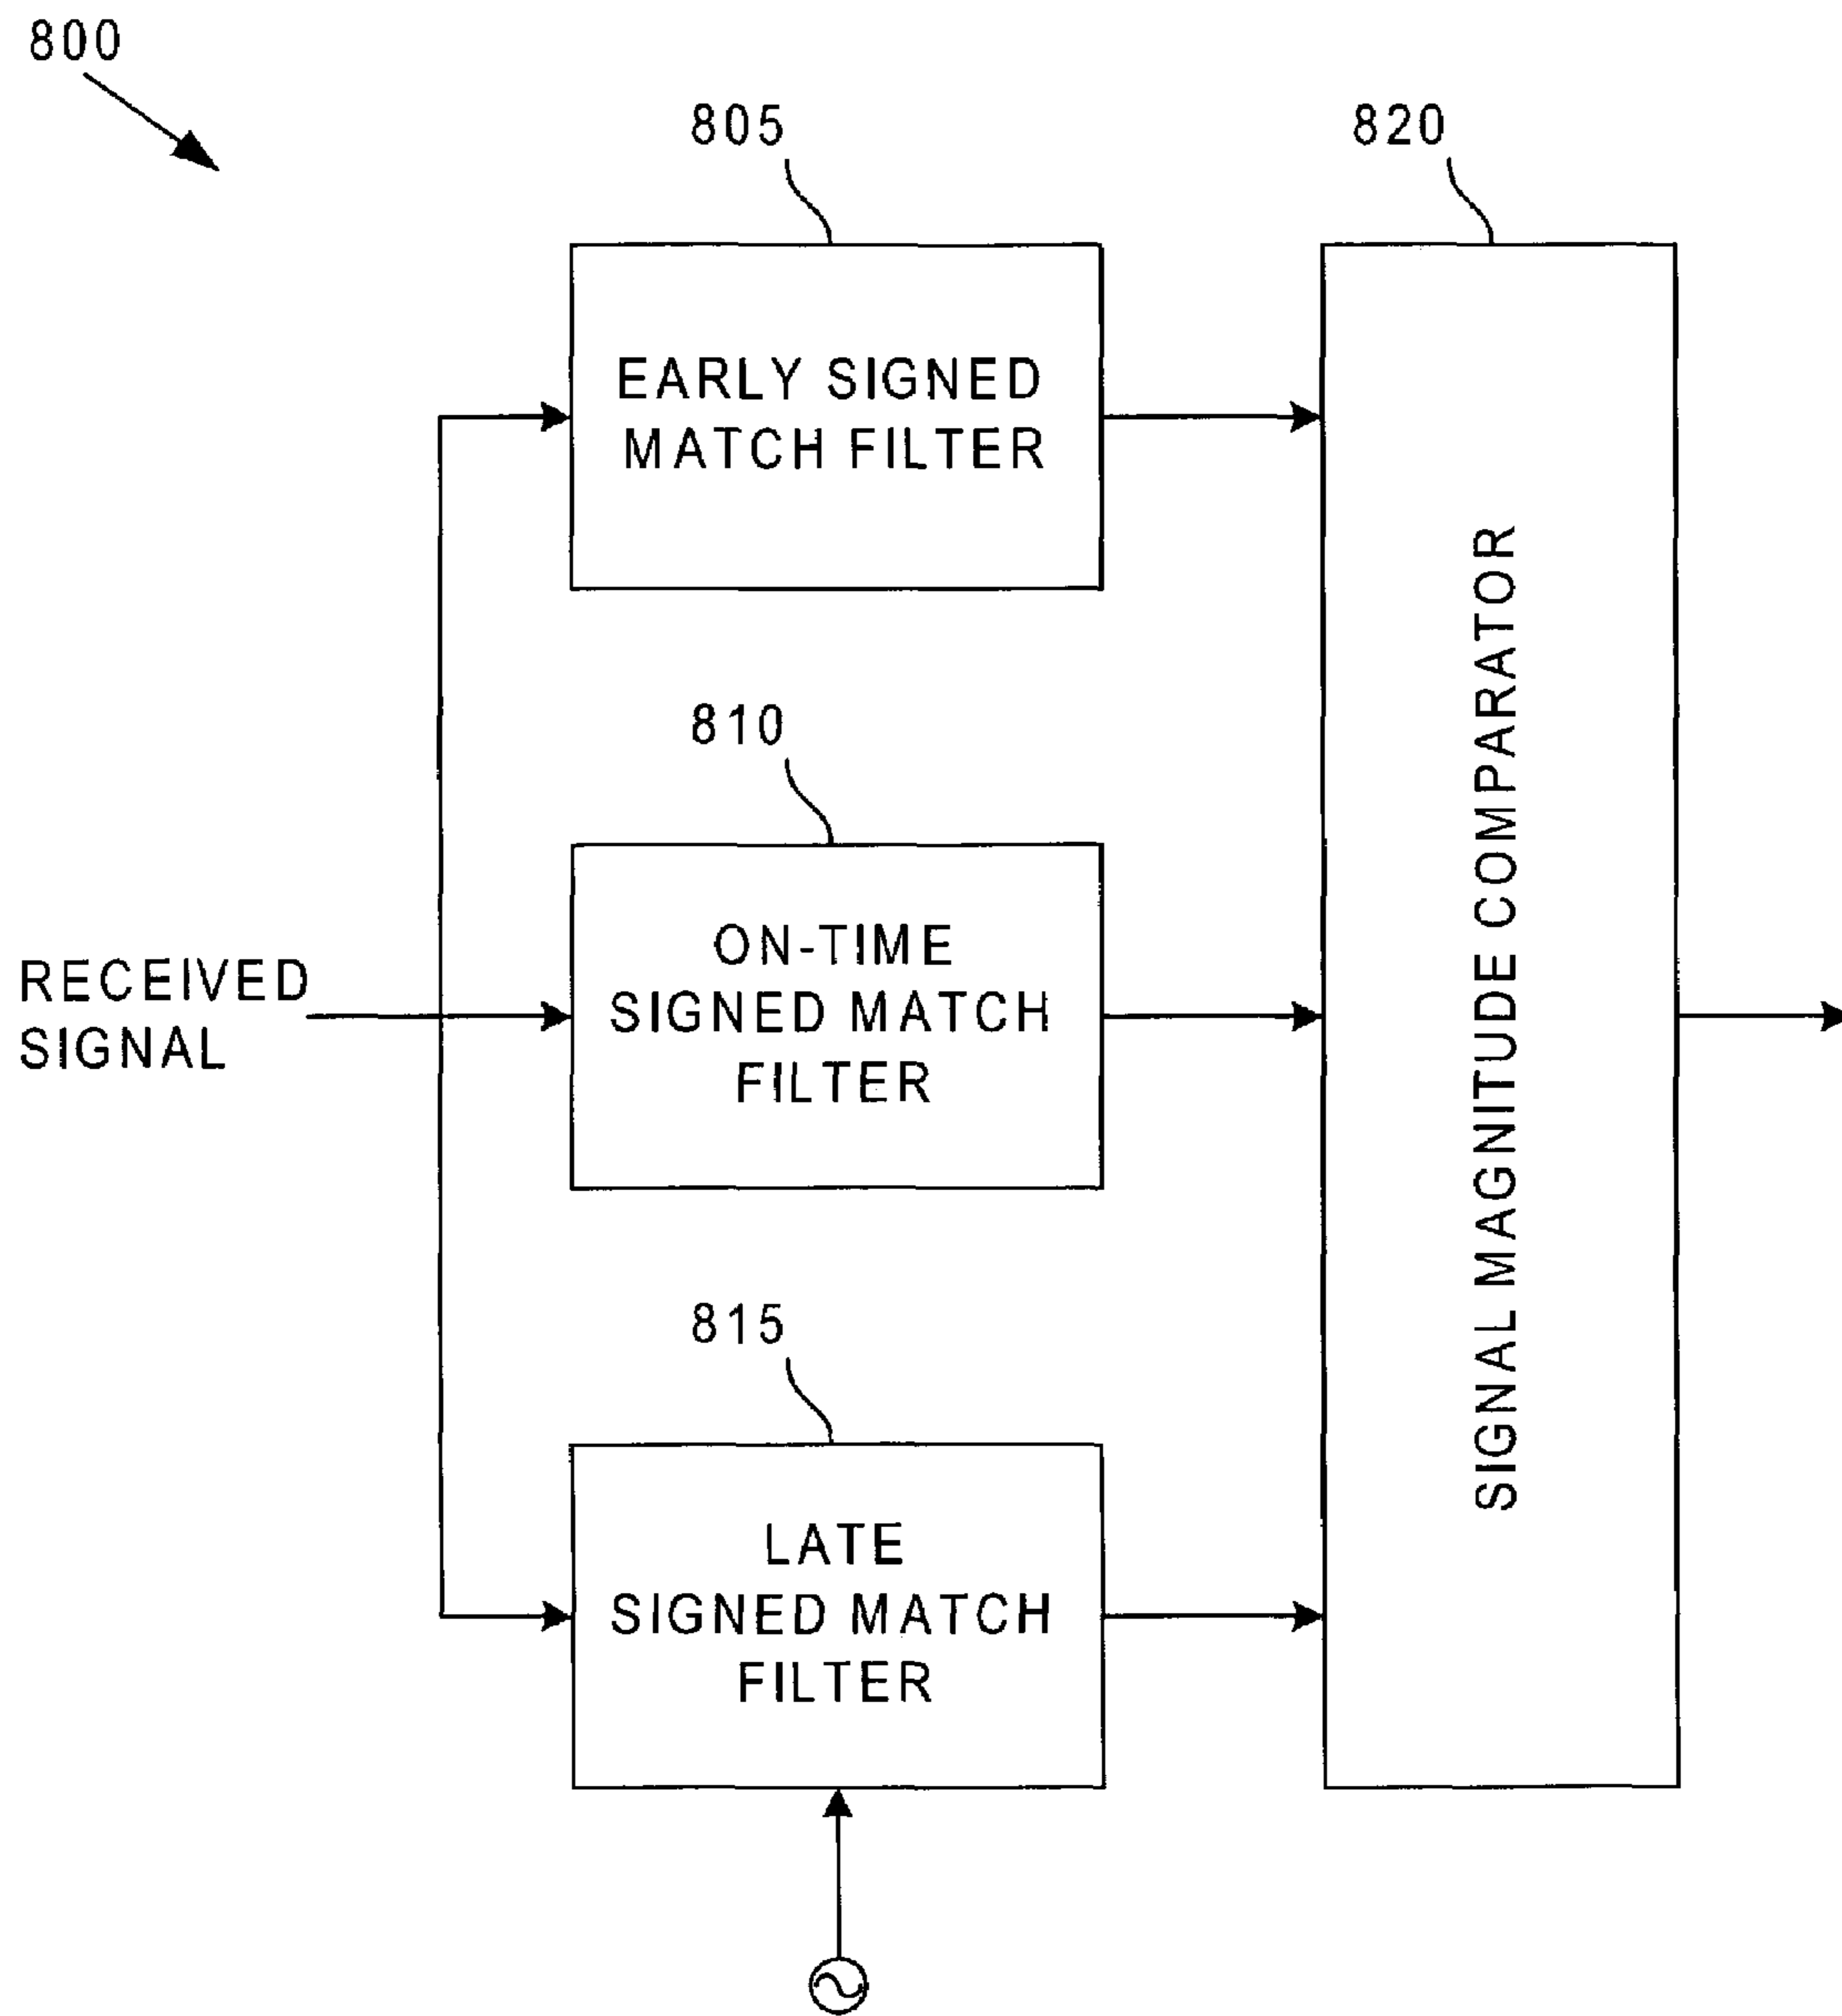 800
805
820
EARLY SIGNED
MATCH FILTER
810
ON-TIME
SIGNED MATCH
FILTER
RECEIVED
SIGNAL
SIGNAL MAGNITUDE COMPARATOR
815
LATE
SIGNED MATCH
FILTER